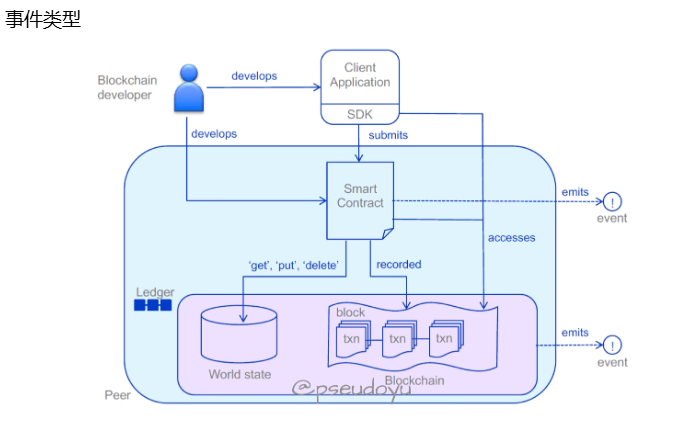 事件类型
Blockchain
developer
develops
Client
Application
SDK
develops
submits
Smart
Contract
emits
!
event
accesses
'get', 'put', 'delete'
recorded
Ledger
block
txn
txn
txn
emits
!
event
World state
Blockchain
@pseudoyu
Peer